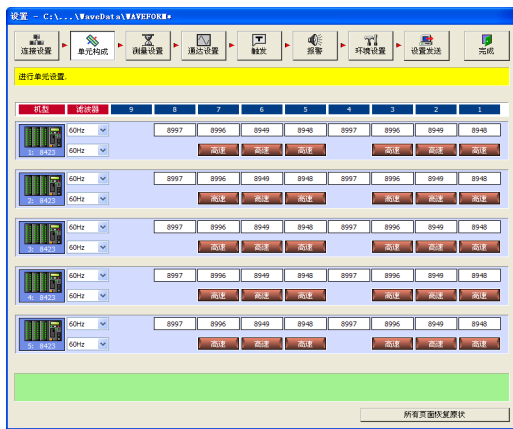 设置 - C:\...\WaveData\WAVEFORM*
连接设置 单元构成 测量设置 通达设置 触发 报警 环境设置 设置发送 完成
进行单元设置.
机型 滤波器 9 8 7 6 5 4 3 2 1
60Hz 8997 8996 8949 8948 8997 8996 8949 8948
1: 8423 60Hz 高速 高速 高速 高速 高速 高速
60Hz 8997 8996 8949 8948 8997 8996 8949 8948
2: 8423 60Hz 高速 高速 高速 高速 高速 高速
60Hz 8997 8996 8949 8948 8997 8996 8949 8948
3: 8423 60Hz 高速 高速 高速 高速 高速 高速
60Hz 8997 8996 8949 8948 8997 8996 8949 8948
4: 8423 60Hz 高速 高速 高速 高速 高速 高速
60Hz 8997 8996 8949 8948 8997 8996 8949 8948
5: 8423 60Hz 高速 高速 高速 高速 高速 高速
所有页面恢复原状